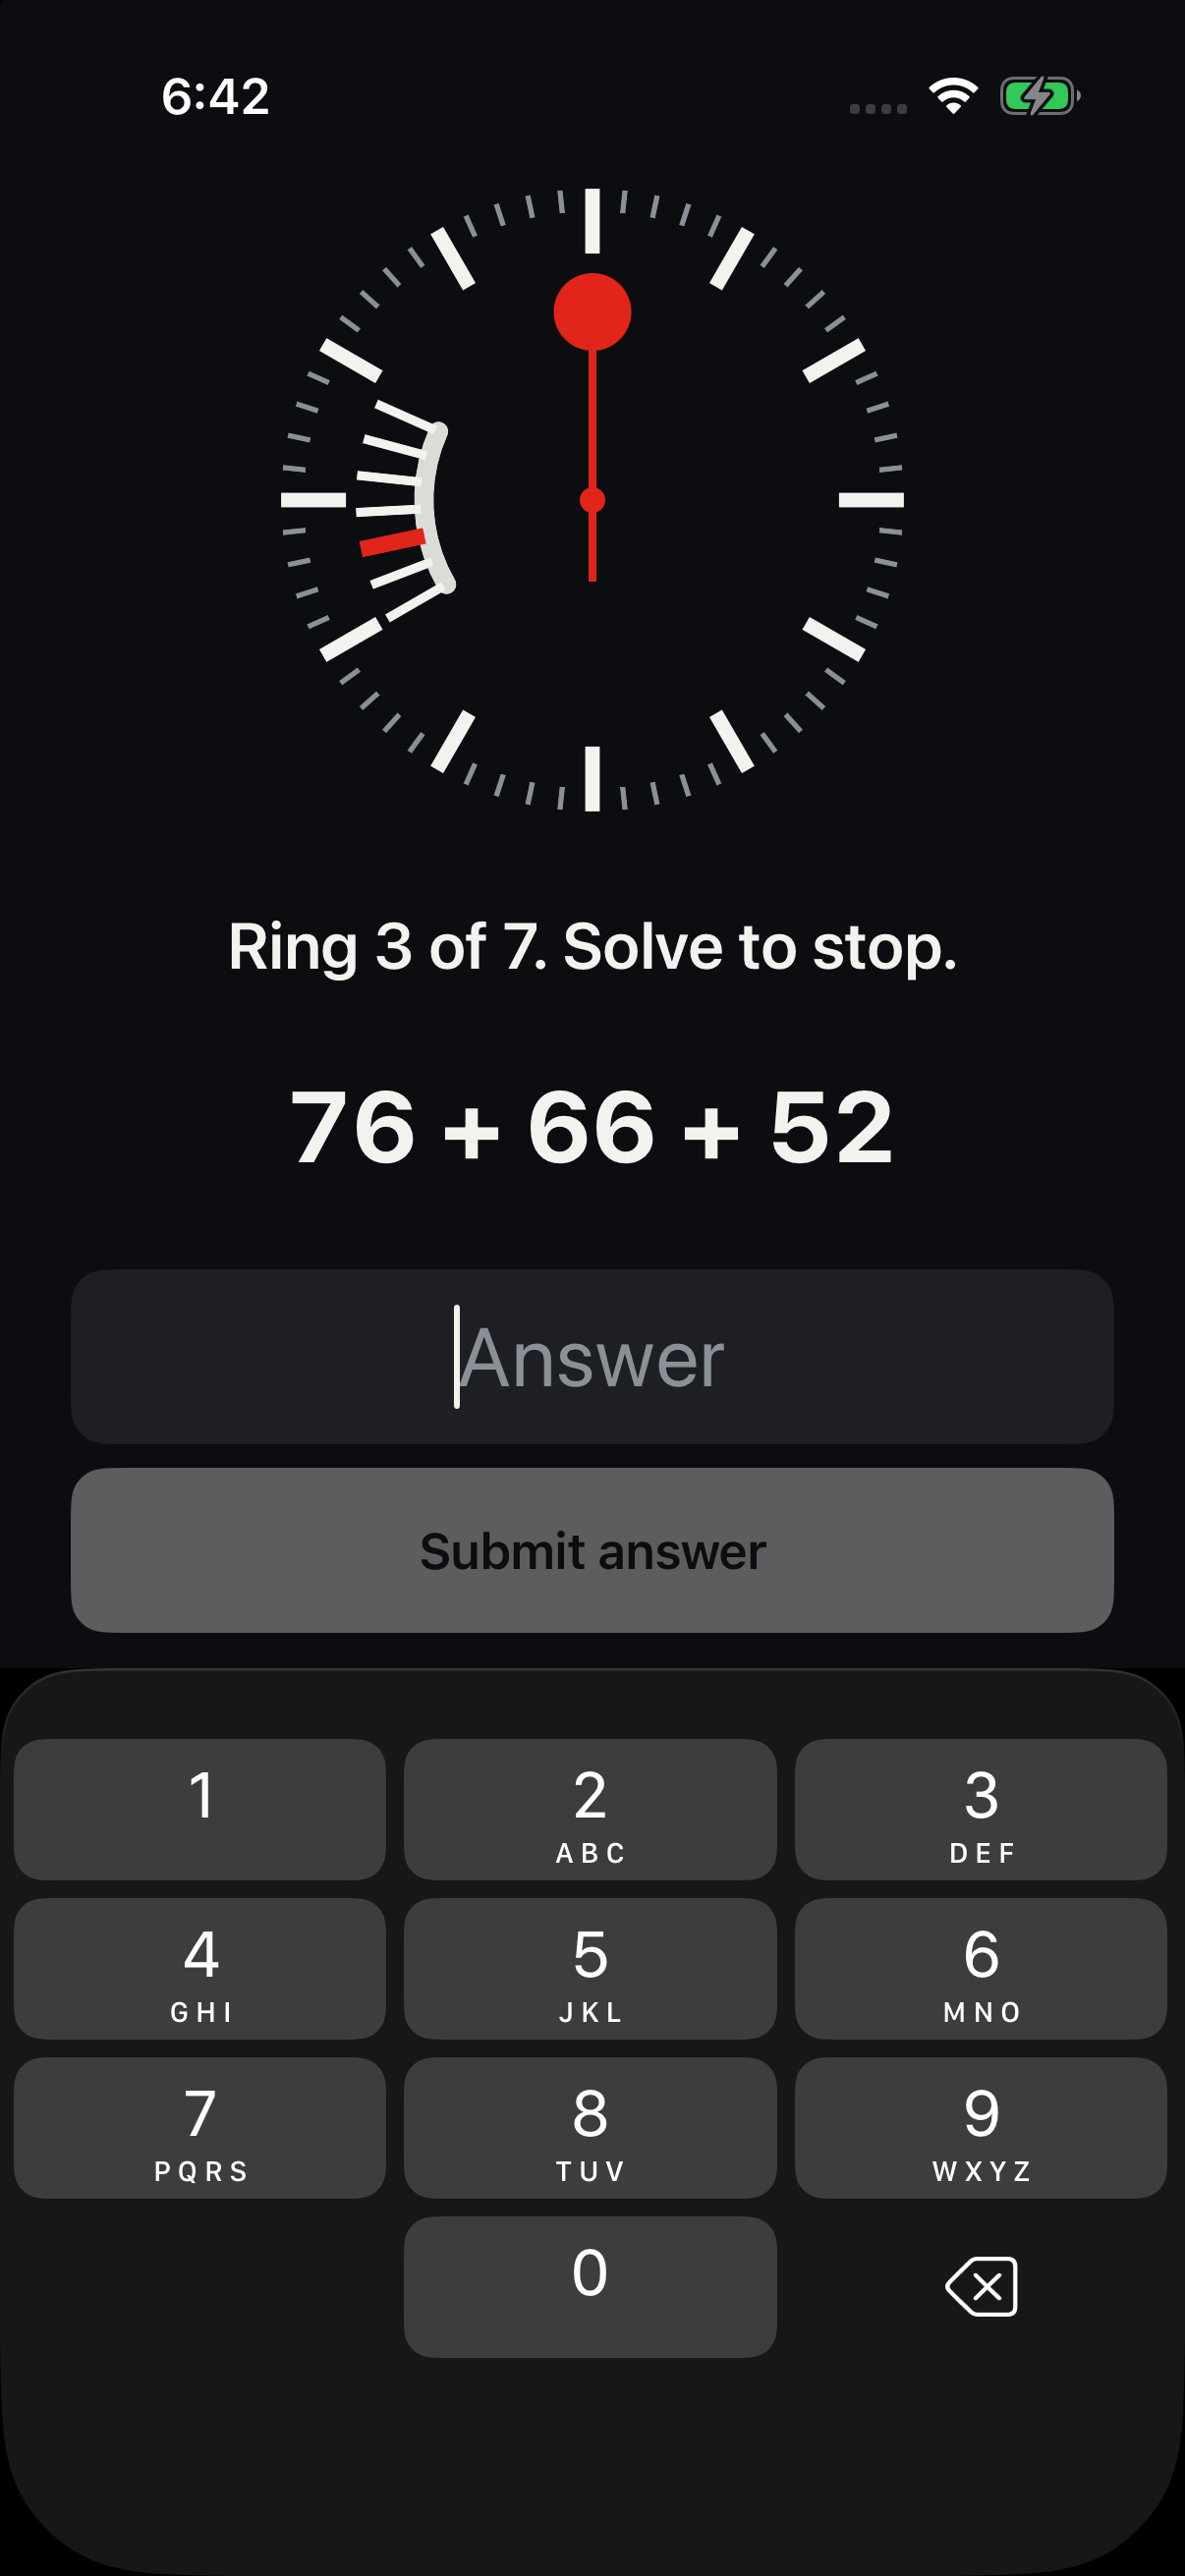 6:42
Ring 3 of 7. Solve to stop.
76 + 66 + 52
Answer
Submit answer
1
2
ABC
3
DEF
4
GHI
5
JKL
6
MNO
7
PQRS
8
TUV
9
WXYZ
0